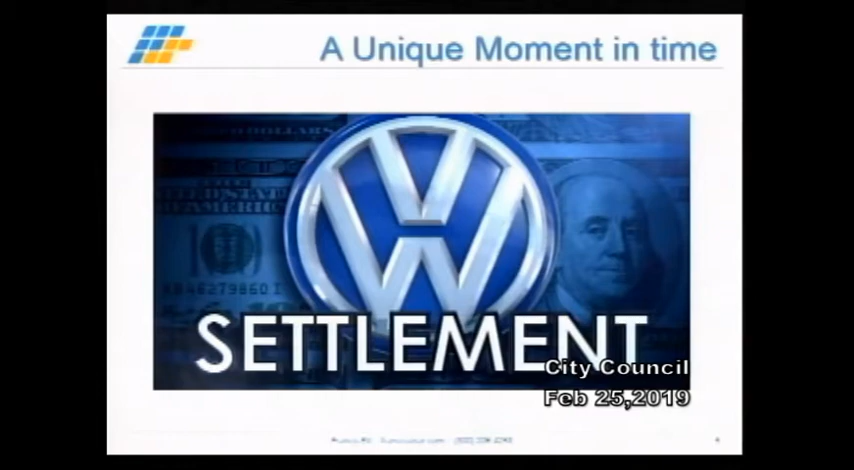 A Unique Moment in time
SETTLEMENT
City Council
Feb 25,2019